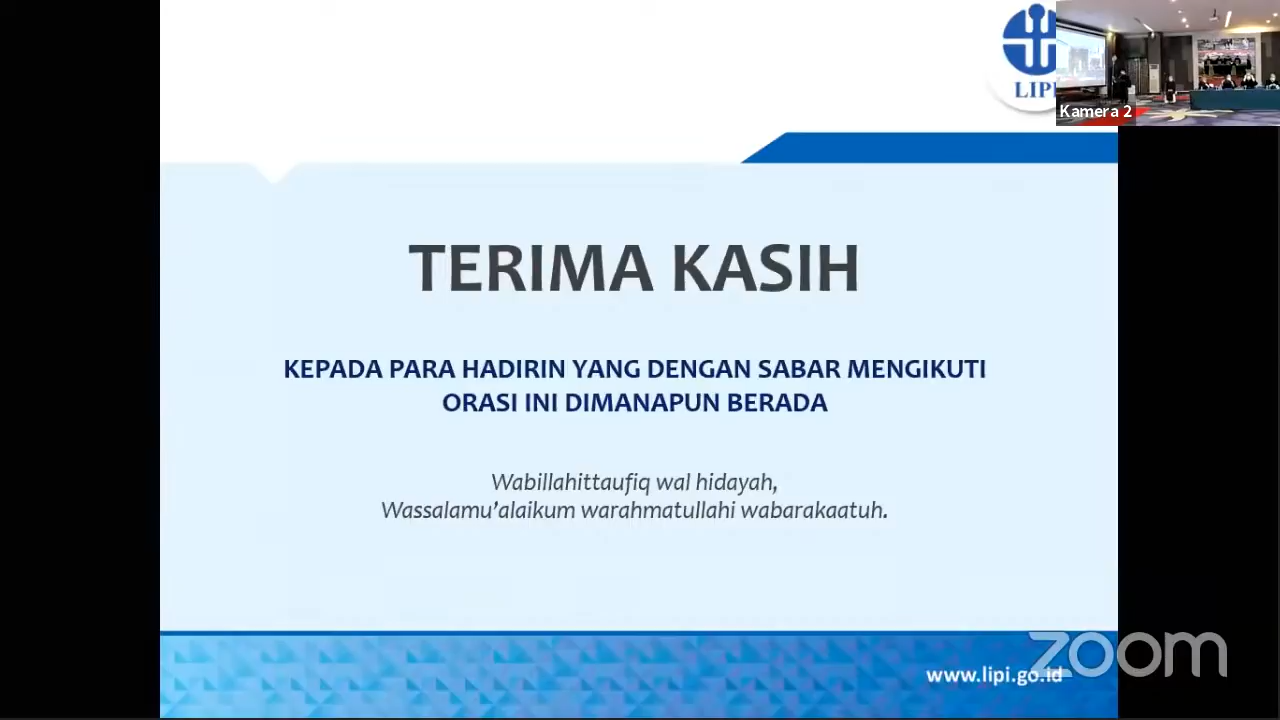 LIPI
Kamera 2
TERIMA KASIH
KEPADA PARA HADIRIN YANG DENGAN SABAR MENGIKUTI
ORASI INI DIMANAPUN BERADA
Wabillahittaufiq wal hidayah,
Wassalamu’alaikum warahmatullahi wabarakaatuh.
zoom
www.lipi.go.id